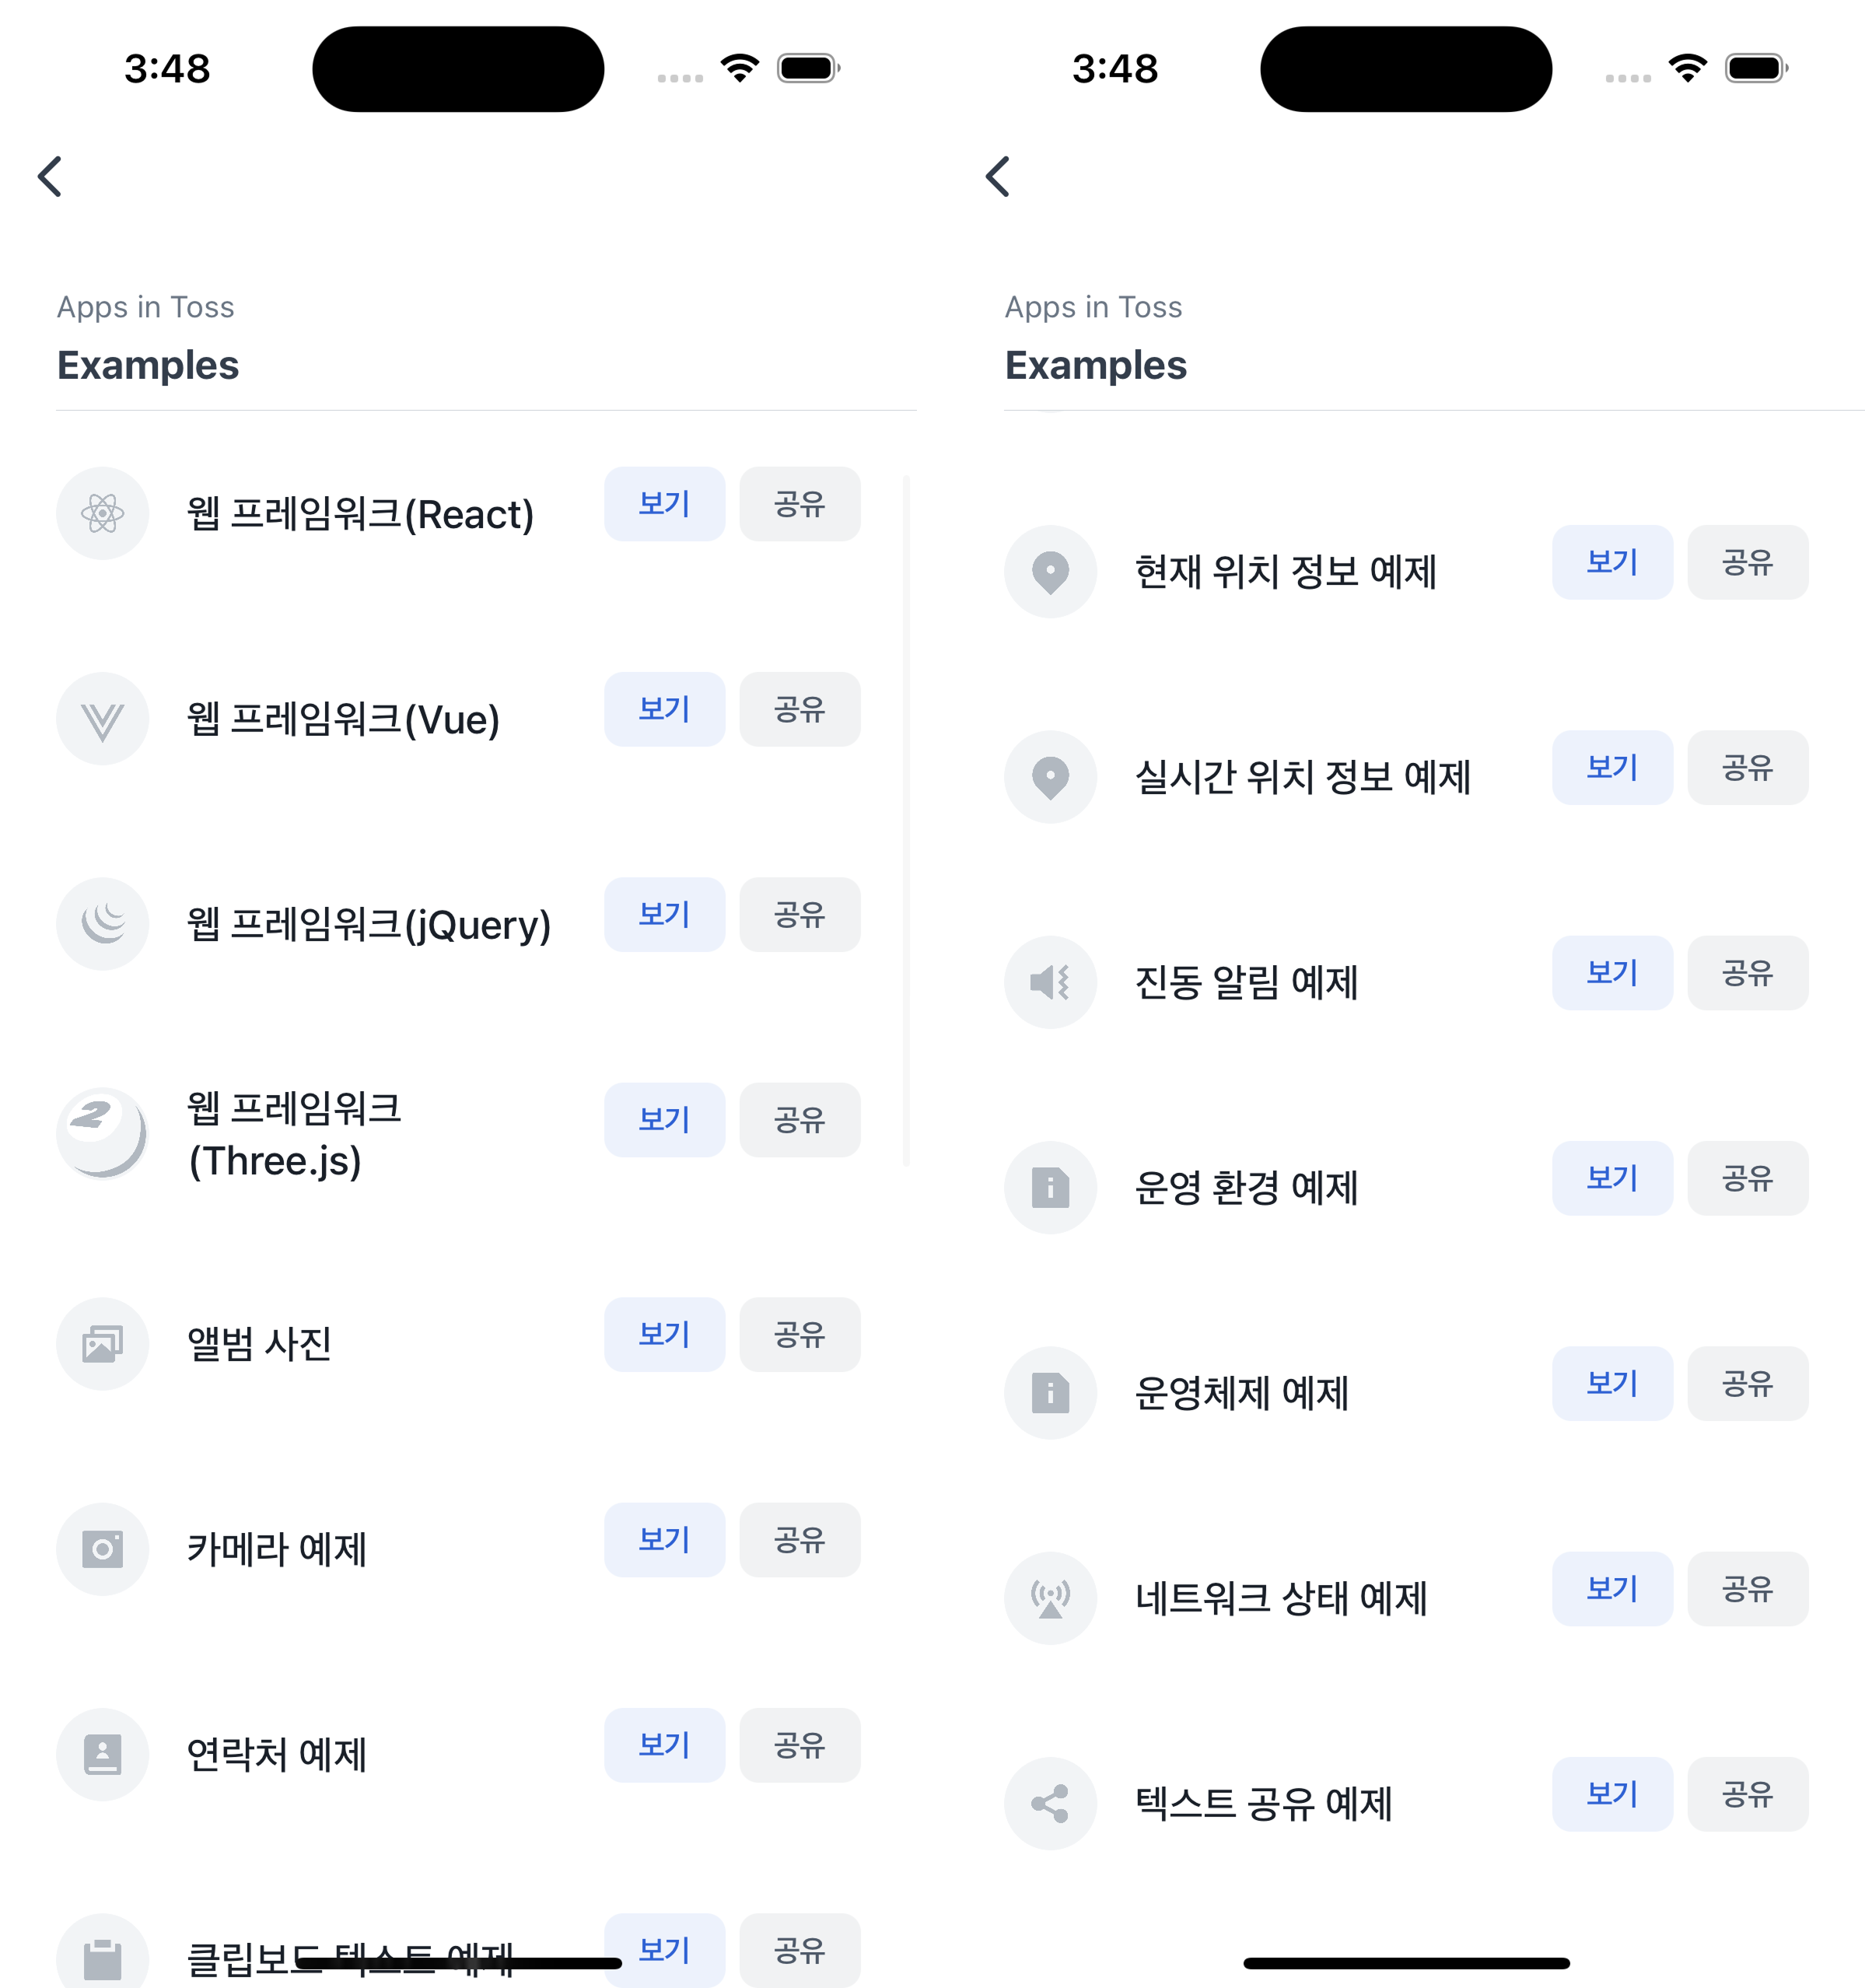 3:48
Apps in Toss
Examples
웹 프레임워크(React)
보기
공유
웹 프레임워크(Vue)
보기
공유
웹 프레임워크(jQuery)
보기
공유
웹 프레임워크
(Three.js)
보기
공유
앨범 사진
보기
공유
카메라 예제
보기
공유
연락처 예제
보기
공유
클립보드 텍스트 예제
보기
공유
3:48
Apps in Toss
Examples
현재 위치 정보 예제
보기
공유
실시간 위치 정보 예제
보기
공유
진동 알림 예제
보기
공유
운영 환경 예제
보기
공유
운영체제 예제
보기
공유
네트워크 상태 예제
보기
공유
텍스트 공유 예제
보기
공유